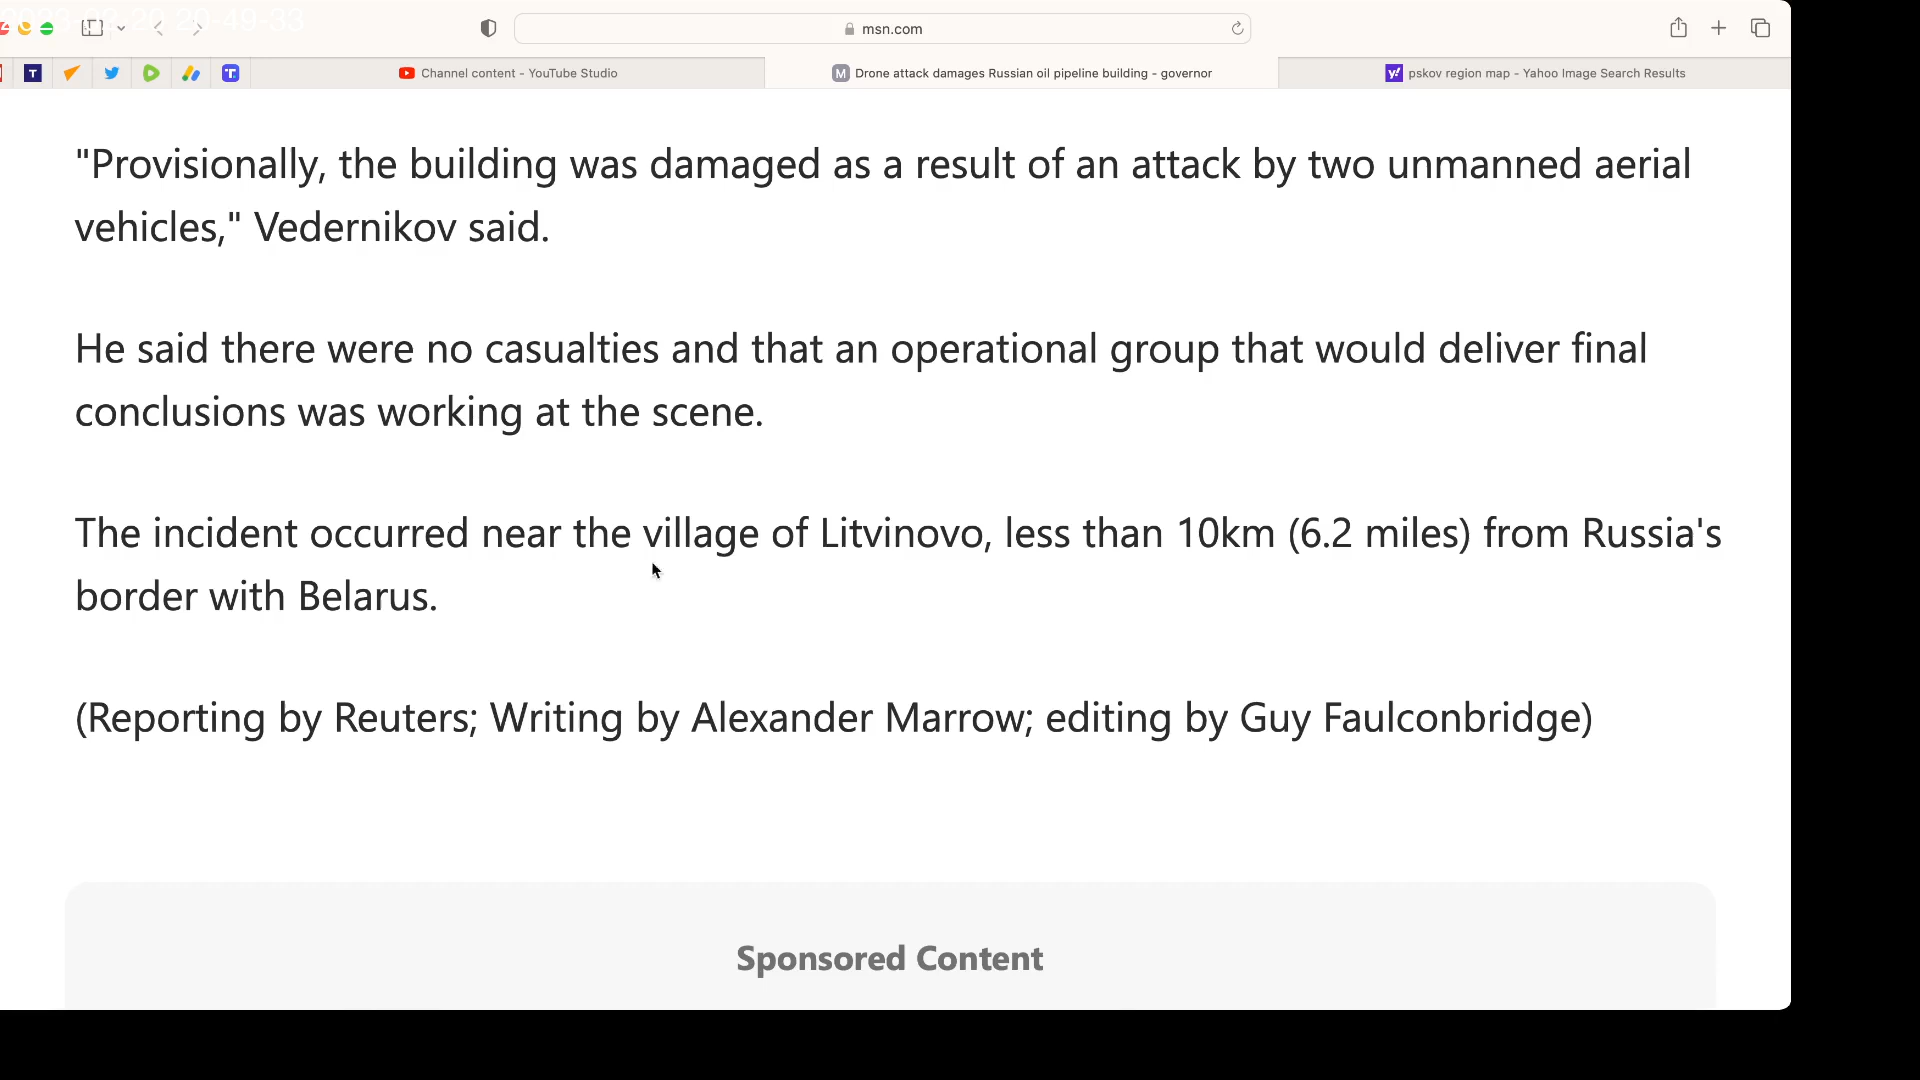 20-49-33
msn.com
T
T
Channel content - YouTube Studio
M
Drone attack damages Russian oil pipeline building - governor
y!
pskov region map - Yahoo Image Search Results
"Provisionally, the building was damaged as a result of an attack by two unmanned aerial
vehicles," Vedernikov said.
He said there were no casualties and that an operational group that would deliver final
conclusions was working at the scene.
The incident occurred near the village of Litvinovo, less than 10km (6.2 miles) from Russia's
border with Belarus.
(Reporting by Reuters; Writing by Alexander Marrow; editing by Guy Faulconbridge)
Sponsored Content